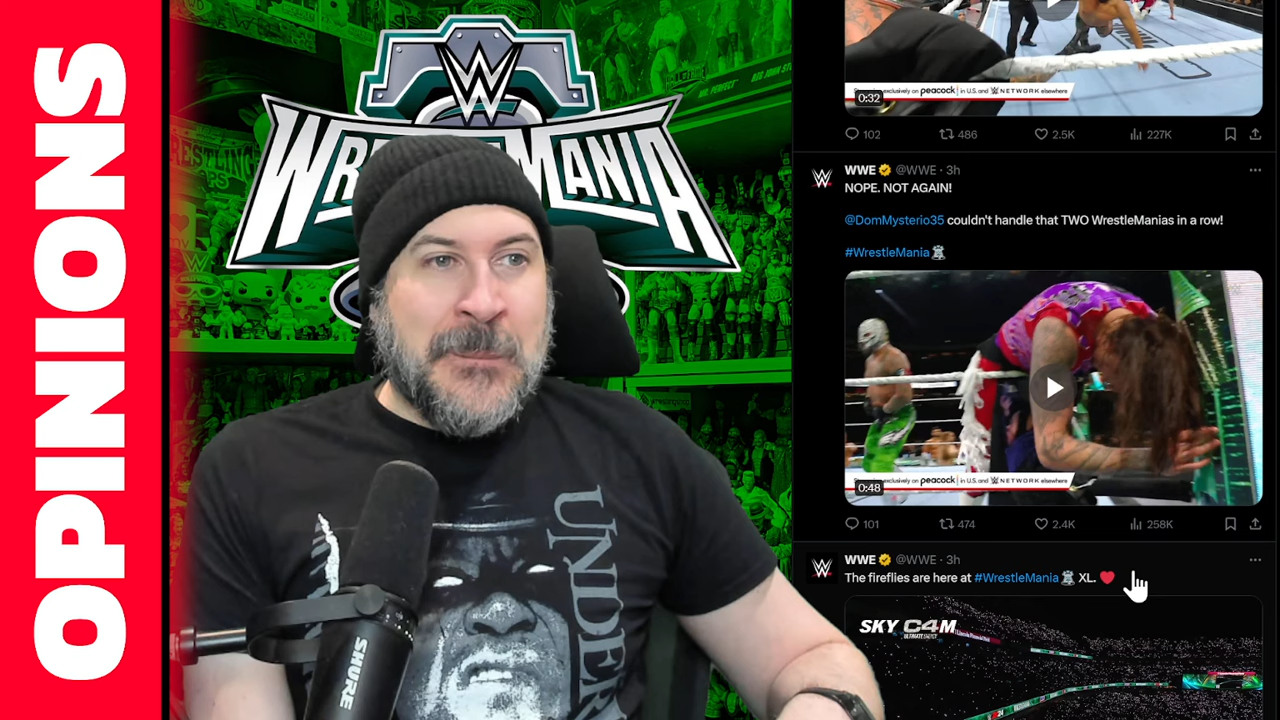 OPINIONS
W
WRESTLEMANIA
UNDER
SHURE
exclusively on peacock | in U.S. and NETWORK elsewhere
0:32
102 486 2.5K 227K
WWE @WWE · 3h
NOPE. NOT AGAIN!
@DomMysterio35 couldn't handle that TWO WrestleManias in a row!
#WrestleMania
exclusively on peacock | in U.S. and NETWORK elsewhere
0:48
101 474 2.4K 258K
WWE @WWE · 3h
The fireflies are here at #WrestleMania XL.
SKY C4M
ULTIMATE ENERGY